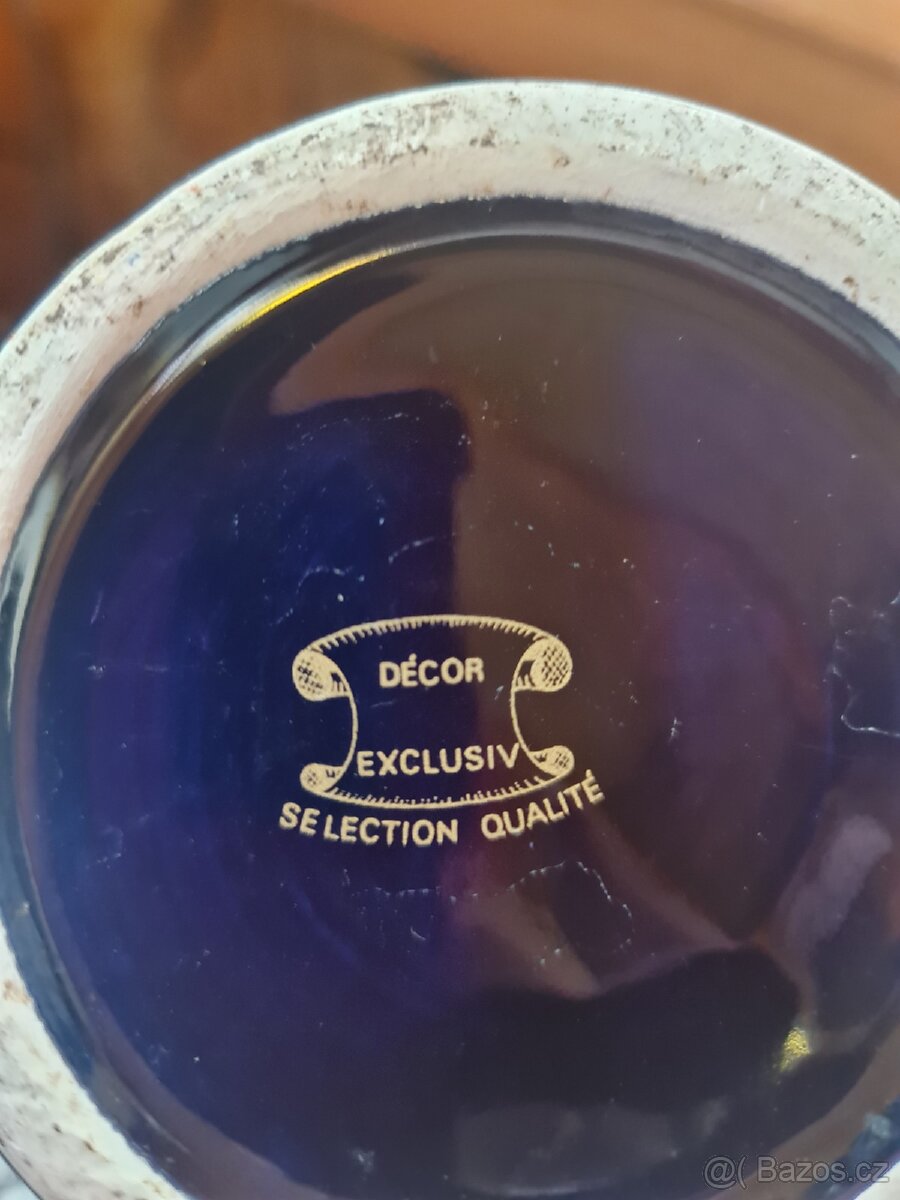 DÉCOR
EXCLUSIV
SELECTION QUALITÉ
@( Bazos.cz